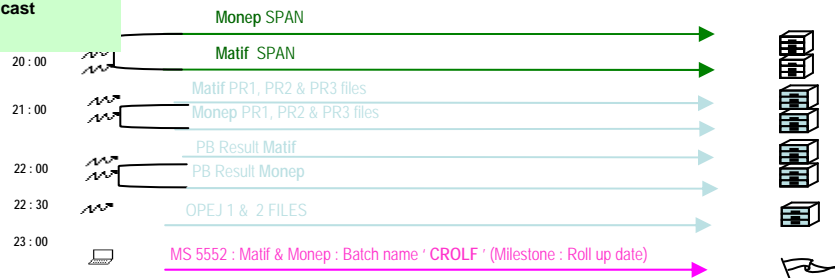 cast
Monep SPAN
20 : 00
Matif SPAN
Matif PR1, PR2 & PR3 files
21 : 00
Monep PR1, PR2 & PR3 files
PB Result Matif
22 : 00
PB Result Monep
22 : 30
OPEJ 1 & 2 FILES
23 : 00
MS 5552 : Matif & Monep : Batch name ‘ CROLF ’ (Milestone : Roll up date)